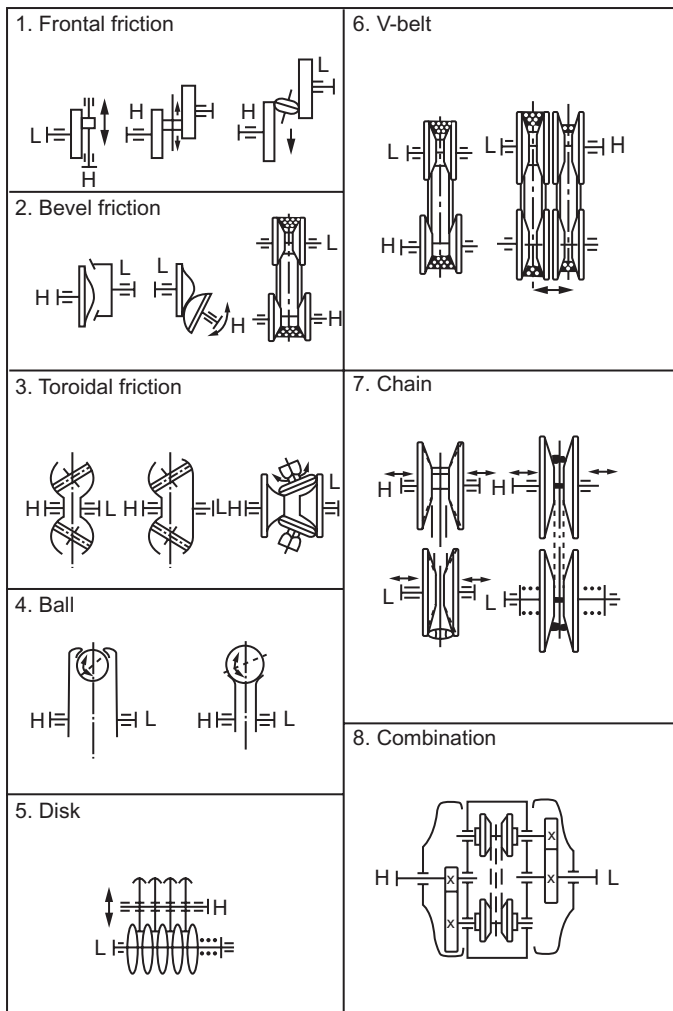 1. Frontal friction
L
H
H
H
L
2. Bevel friction
H
L
L
H
L
H
3. Toroidal friction
H
L
H
L
H
L
4. Ball
H
L
H
L
5. Disk
H
L
6. V-belt
L
H
H
7. Chain
H
H
L
L
8. Combination
H
x
x
x
x
L